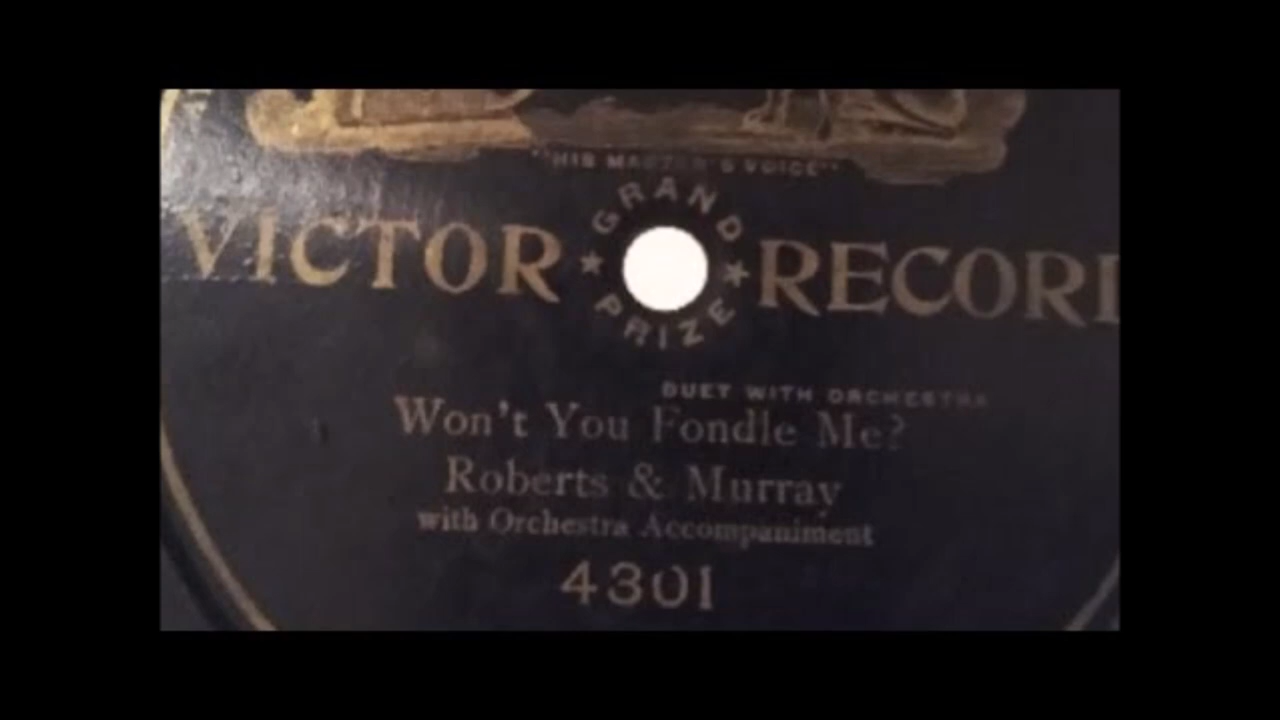 "HIS MASTER'S VOICE"
GRAND
VICTOR RECORD
PRIZE
DUET WITH ORCHESTRA
Won't You Fondle Me?
Roberts & Murray
with Orchestra Accompaniment
4301